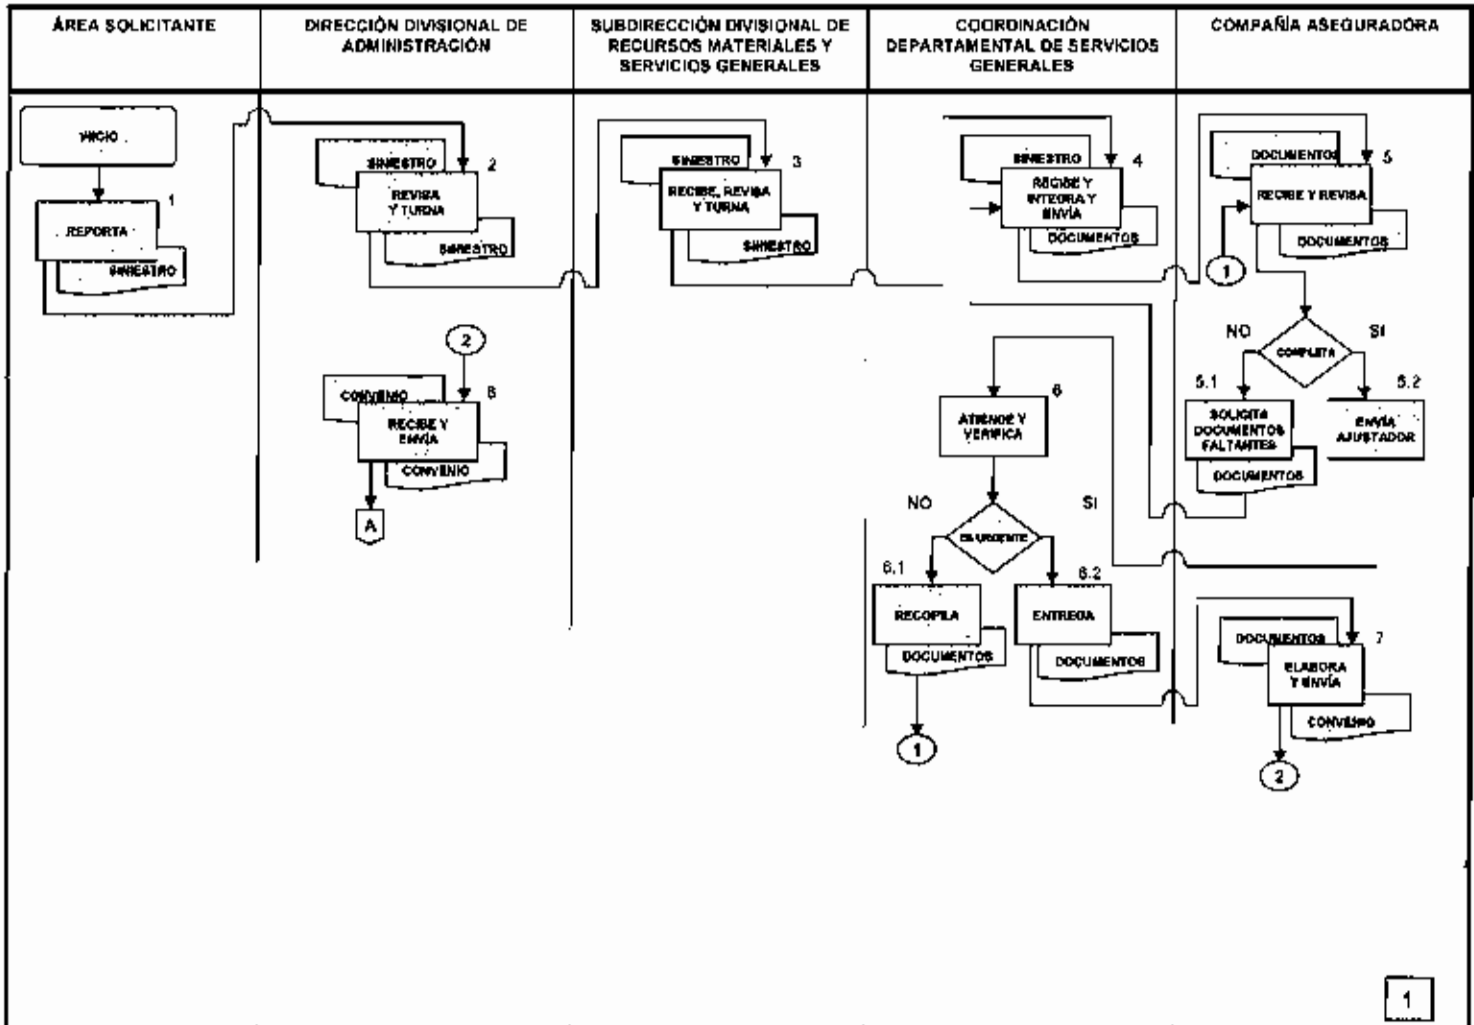 ÁREA SOLICITANTE
DIRECCIÓN DIVISIONAL DE
ADMINISTRACIÓN
SUBDIRECCIÓN DIVISIONAL DE
RECURSOS MATERIALES Y
SERVICIOS GENERALES
COORDINACIÓN
DEPARTAMENTAL DE SERVICIOS
GENERALES
COMPAÑIA ASEGURADORA
INICIO
1
REPORTA
SINIESTRO
SINIESTRO
2
REVISA
Y TURNA
SINIESTRO
2
CONVENIO
8
RECIBE Y
ENVÍA
CONVENIO
A
SINIESTRO
3
RECIBE, REVISA
Y TURNA
SINIESTRO
SINIESTRO
4
RECIBE Y
INTEGRA Y
ENVÍA
DOCUMENTOS
6
ATIENDE Y
VERIFICA
NO
SI
ES URGENTE
6.1
6.2
RECOPILA
ENTREGA
DOCUMENTOS
DOCUMENTOS
1
DOCUMENTOS
5
RECIBE Y REVISA
DOCUMENTOS
1
NO
SI
COMPLETA
5.1
5.2
SOLICITA
DOCUMENTOS
FALTANTES
ENVÍA
AJUSTADOR
DOCUMENTOS
DOCUMENTOS
7
ELABORA
Y ENVÍA
CONVENIO
2
1